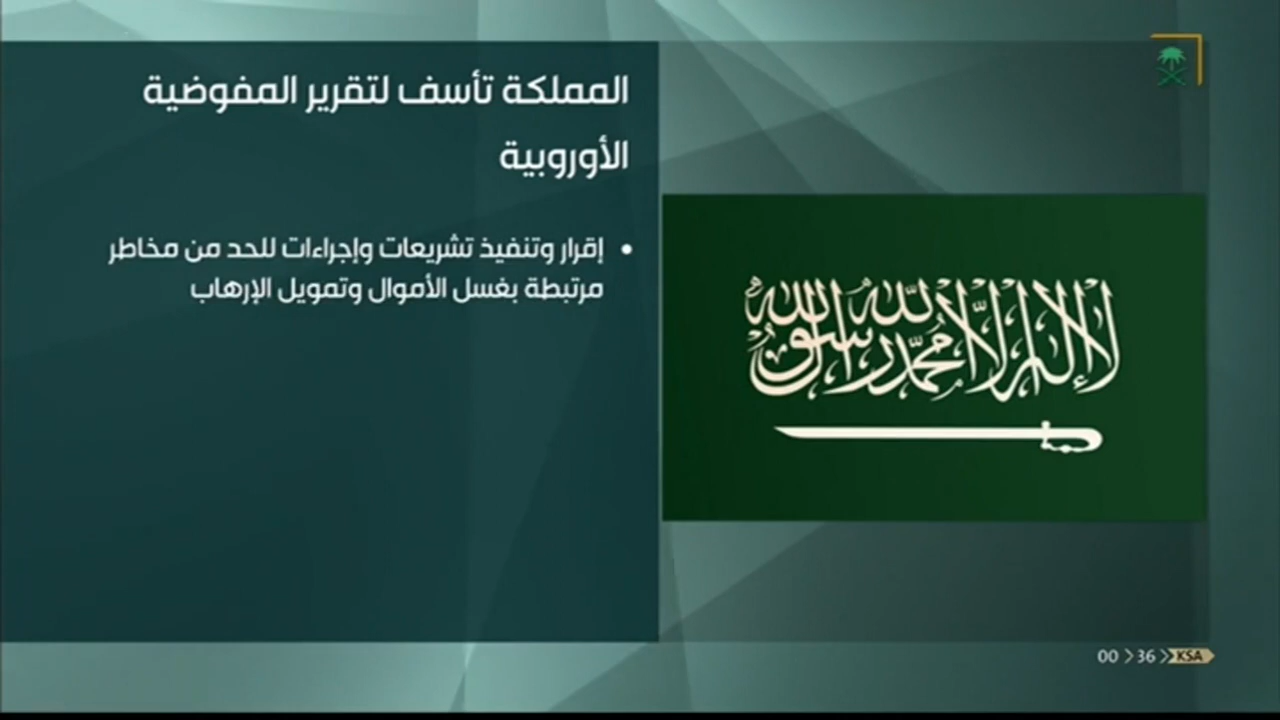 المملكة تأسف لتقرير المفوضية
الأوروبية
• إقرار وتنفيذ تشريعات وإجراءات للحد من مخاطر
مرتبطة بغسل الأموال وتمويل الإرهاب
لا إله إلا الله محمد رسول الله
00 > 36 > KSA